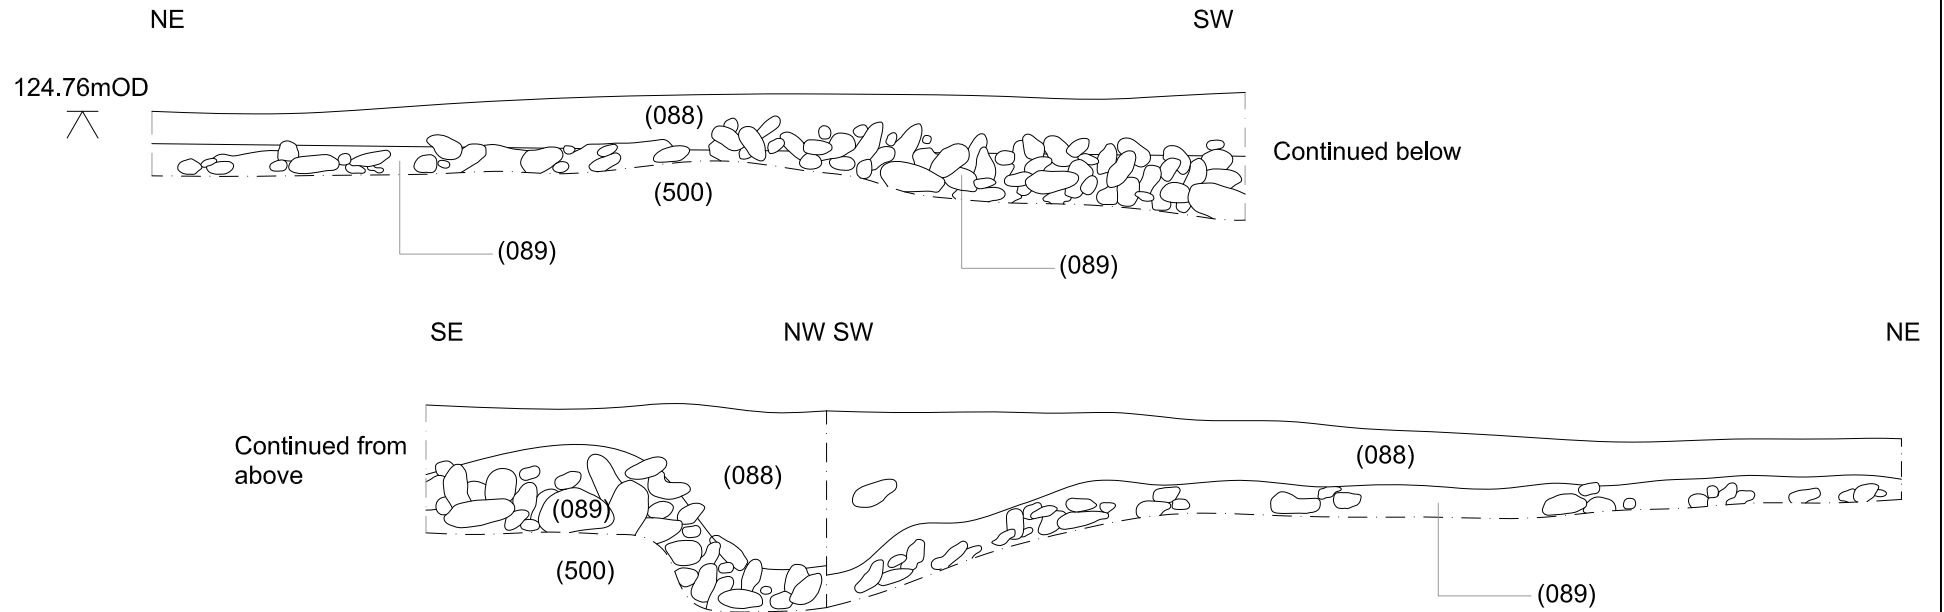 NE
SW
124.76mOD
(088)
Continued below
(500)
(089)
(089)
SE
NW SW
NE
Continued from
above
(088)
(088)
(089)
(500)
(089)